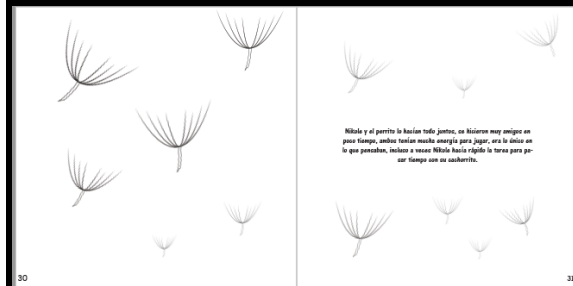 Nikole y el perrito lo hacían todo juntos, se hicieron muy amigos en
poco tiempo, ambos tenían mucha energía para jugar, era lo único en
lo que pensaban, incluso a veces Nikole hacía rápido la tarea para pa-
sar tiempo con su cachorrito.
30
31